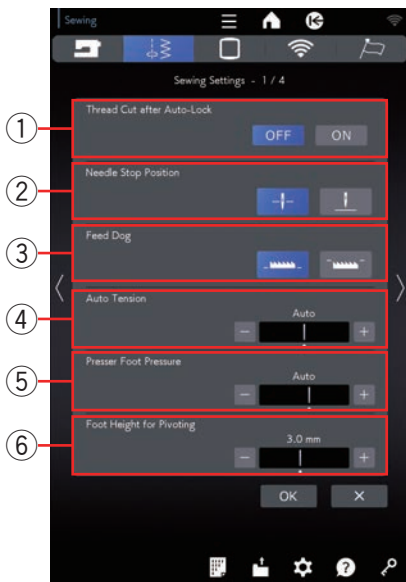 Sewing
Sewing Settings - 1 / 4
① Thread Cut after Auto-Lock
OFF ON
② Needle Stop Position
③ Feed Dog
④ Auto Tension
Auto
− +
⑤ Presser Foot Pressure
Auto
− +
⑥ Foot Height for Pivoting
3.0 mm
− +
OK ×
?